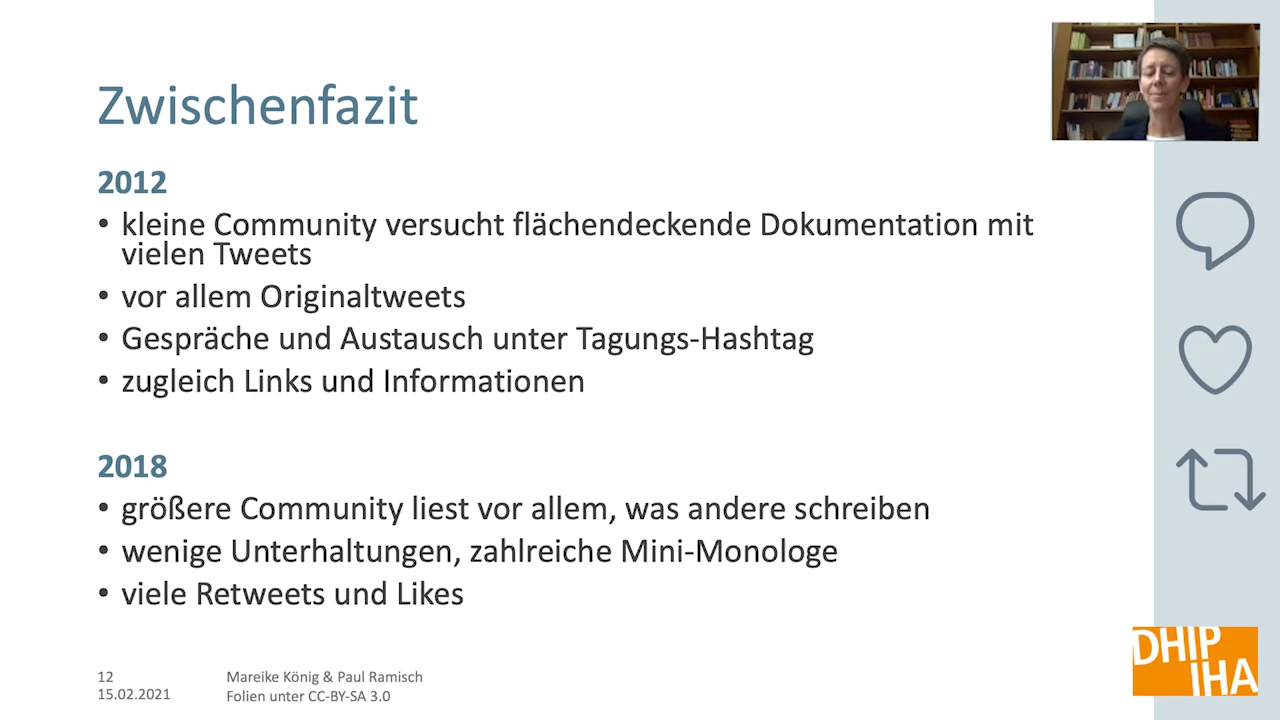 Zwischenfazit
2012
• kleine Community versucht flächendeckende Dokumentation mit
vielen Tweets
• vor allem Originaltweets
• Gespräche und Austausch unter Tagungs-Hashtag
• zugleich Links und Informationen
2018
• größere Community liest vor allem, was andere schreiben
• wenige Unterhaltungen, zahlreiche Mini-Monologe
• viele Retweets und Likes
12
15.02.2021
Mareike König & Paul Ramisch
Folien unter CC-BY-SA 3.0
DHIP
IHA